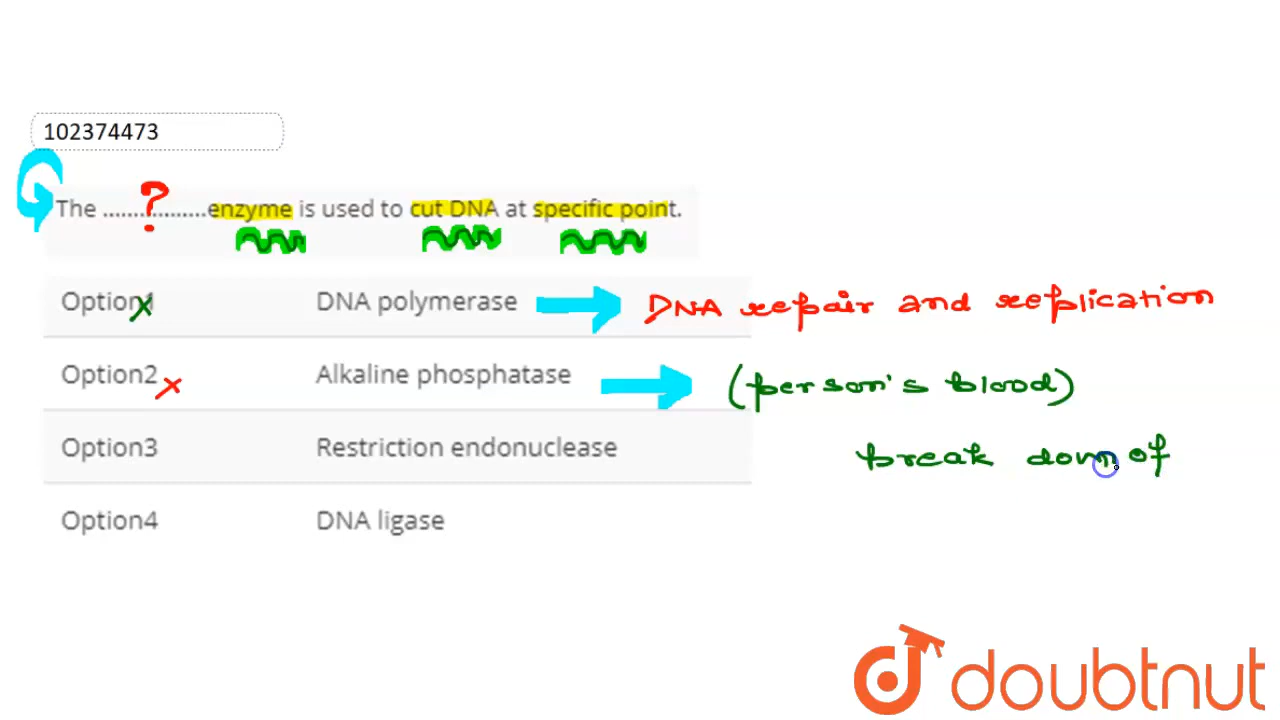 102374473
?
The ..................enzyme is used to cut DNA at specific point.
Option1 DNA polymerase DNA repair and replication
Option2 Alkaline phosphatase (person's blood)
Option3 Restriction endonuclease break down of
Option4 DNA ligase
doubtnut